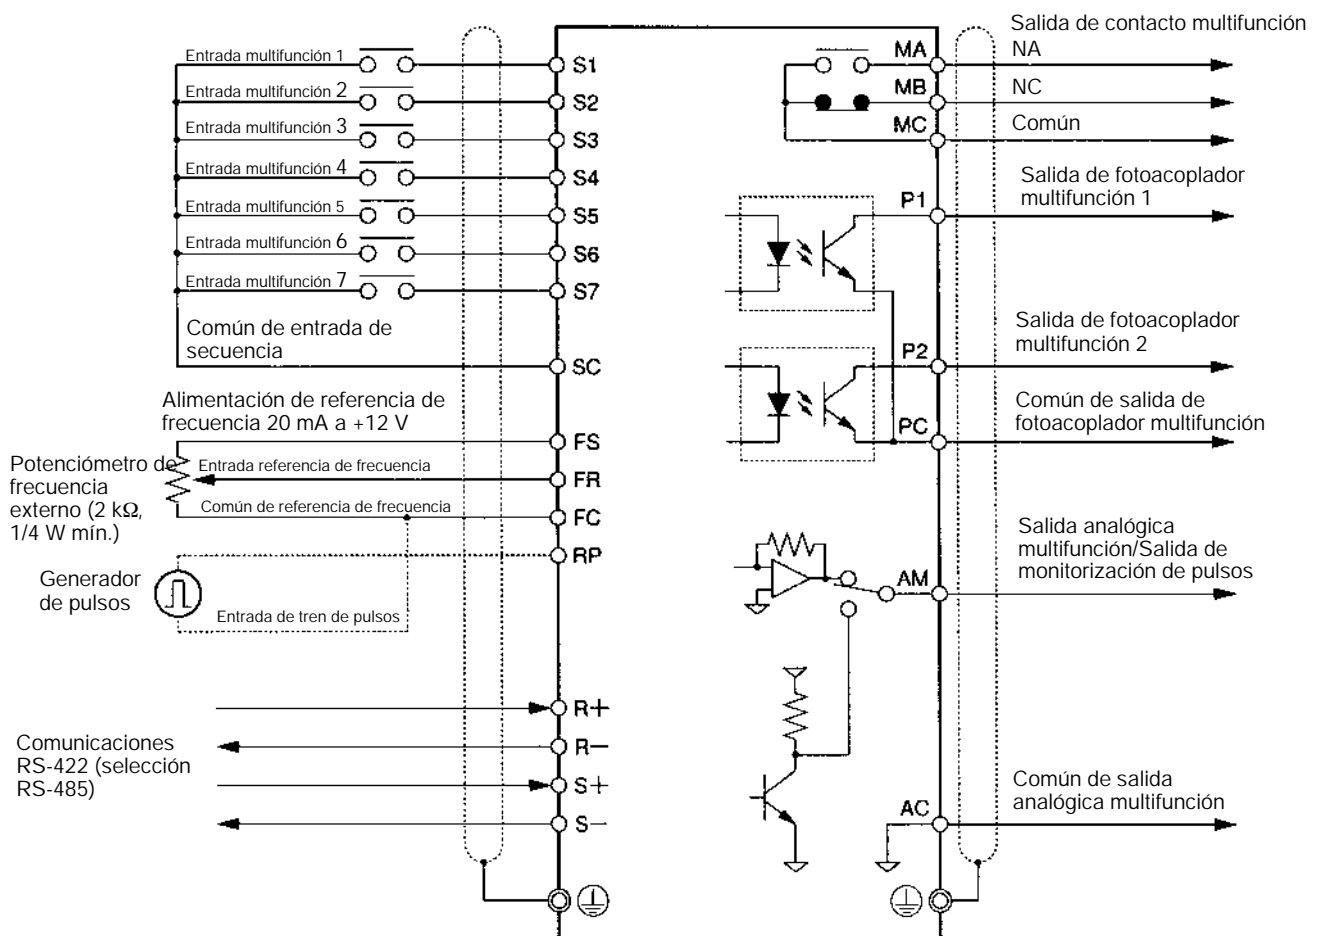 Entrada multifunción 1
S1
Entrada multifunción 2
S2
Entrada multifunción 3
S3
Entrada multifunción 4
S4
Entrada multifunción 5
S5
Entrada multifunción 6
S6
Entrada multifunción 7
S7
Común de entrada de
secuencia
SC
Alimentación de referencia de
frecuencia 20 mA a +12 V
FS
Potenciómetro de
frecuencia
externo (2 kΩ,
1/4 W mín.)
Entrada referencia de frecuencia
FR
Común de referencia de frecuencia
FC
RP
Generador
de pulsos
Entrada de tren de pulsos
Comunicaciones
RS-422 (selección
RS-485)
R+
R−
S+
S−
Salida de contacto multifunción
MA
NA
MB
NC
MC
Común
Salida de fotoacoplador
multifunción 1
P1
Salida de fotoacoplador
multifunción 2
P2
Común de salida de
fotoacoplador multifunción
PC
Salida analógica
multifunción/Salida de
monitorización de pulsos
AM
Común de salida
analógica multifunción
AC